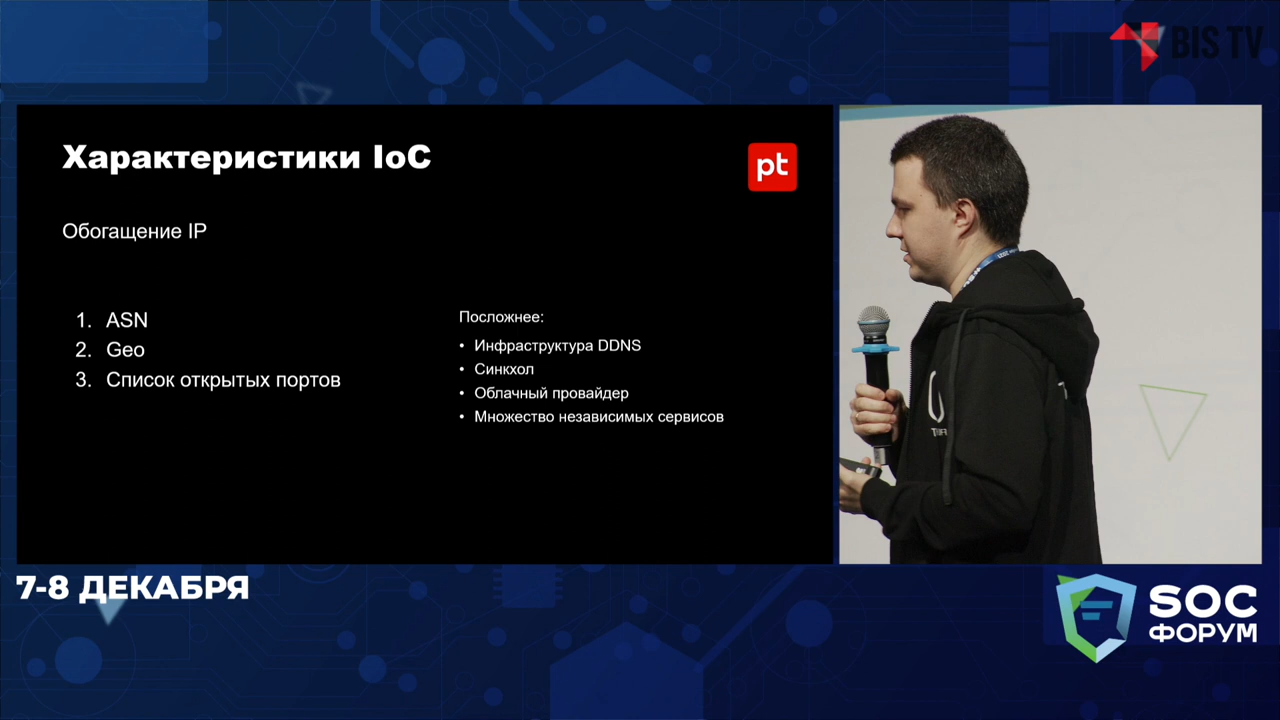 BIS TV
Характеристики IoC
pt
Обогащение IP
1. ASN
2. Geo
3. Список открытых портов
Посложнее:
• Инфраструктура DDNS
• Синкхол
• Облачный провайдер
• Множество независимых сервисов
7-8 ДЕКАБРЯ
SOC
ФОРУМ